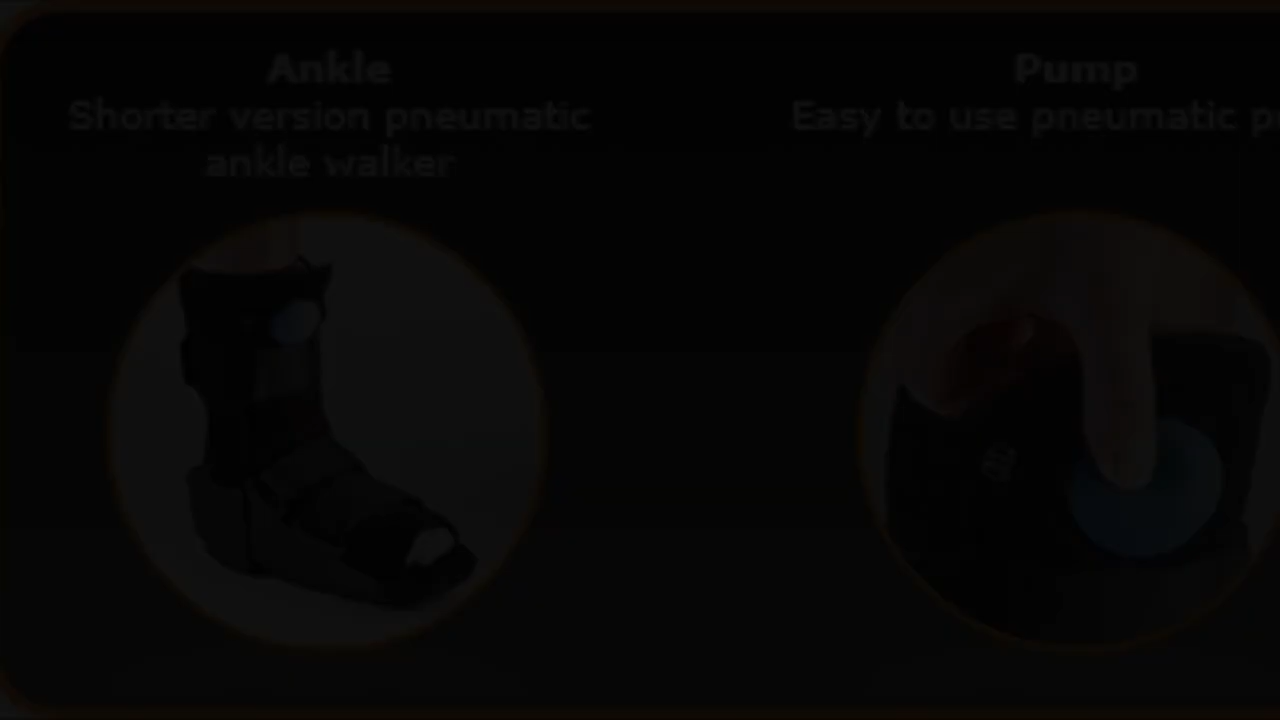 Ankle
Shorter version pneumatic
ankle walker
Pump
Easy to use pneumatic